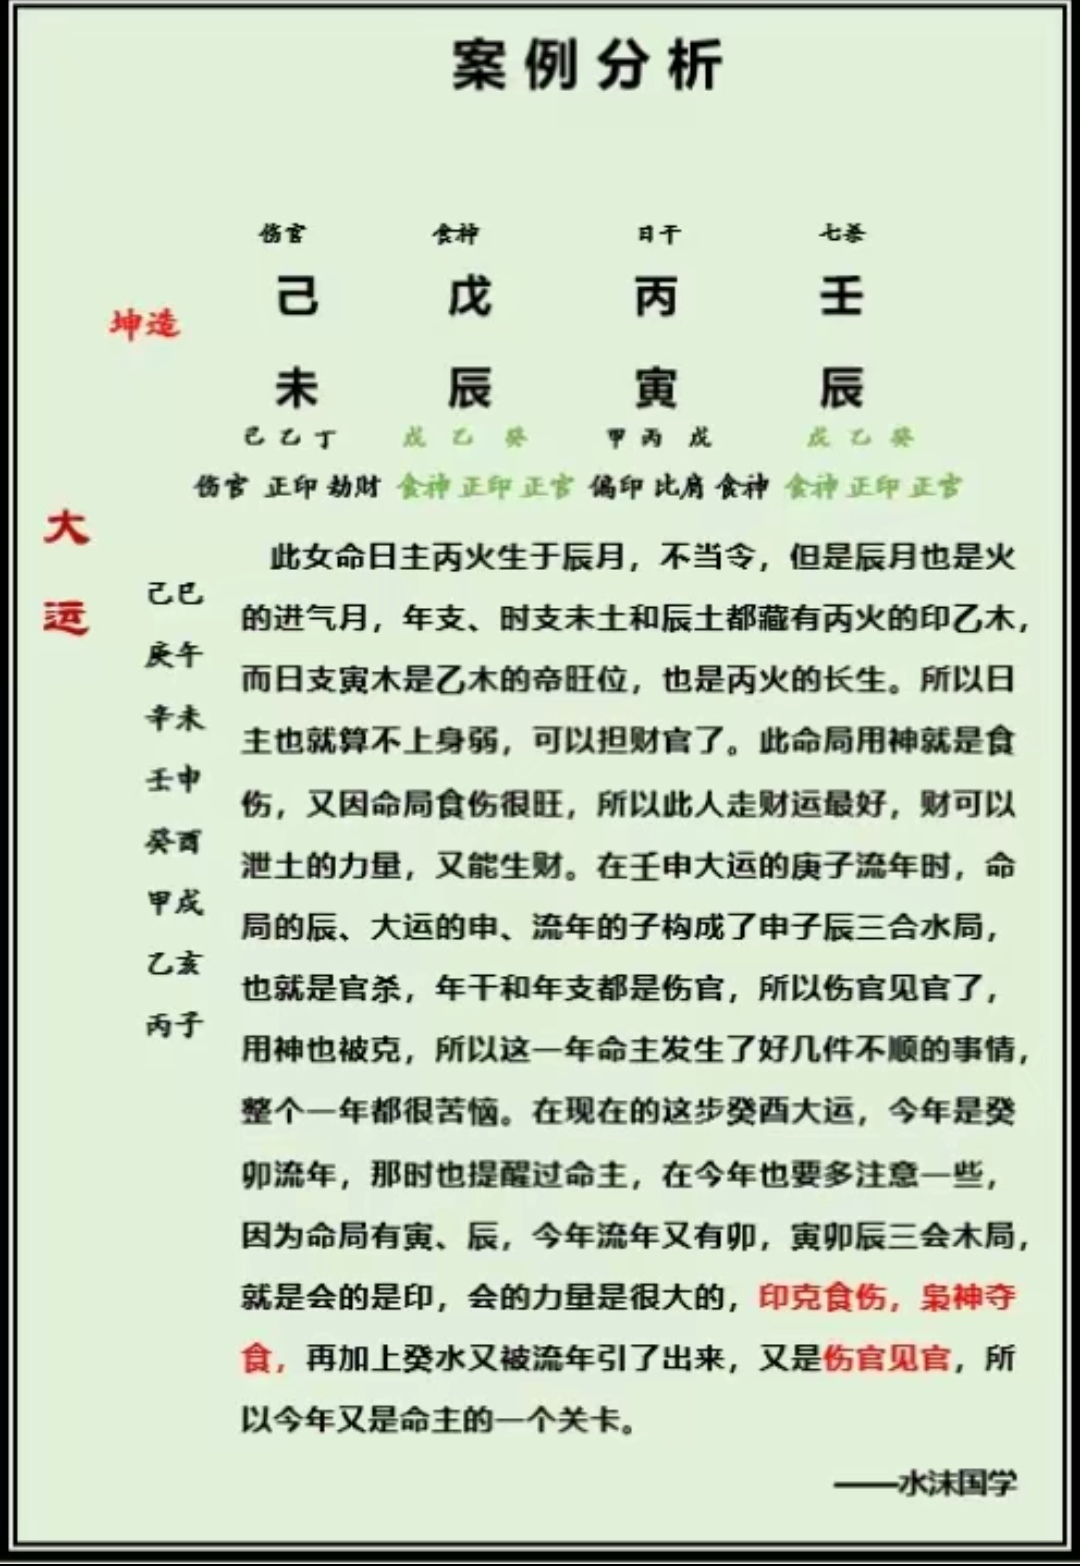 案例分析
伤官 食神 日干 七杀
己 戊 丙 壬
坤造
未 辰 寅 辰
己乙丁 戊乙癸 甲丙戊 戊乙癸
伤官 正印 劫财 食神 正印 正官 偏印 比肩 食神 食神 正印 正官
大
运
己巳
庚午
辛未
壬申
癸酉
甲戌
乙亥
丙子
此女命日主丙火生于辰月，不当令，但是辰月也是火
的进气月，年支、时支未土和辰土都藏有丙火的印乙木，
而日支寅木是乙木的帝旺位，也是丙火的长生。所以日
主也就算不上身弱，可以担财官了。此命局用神就是食
伤，又因命局食伤很旺，所以此人走财运最好，财可以
泄土的力量，又能生财。在壬申大运的庚子流年时，命
局的辰、大运的申、流年的子构成了申子辰三合水局，
也就是官杀，年干和年支都是伤官，所以伤官见官了，
用神也被克，所以这一年命主发生了好几件不顺的事情，
整个一年都很苦恼。在现在的这步癸酉大运，今年是癸
卯流年，那时也提醒过命主，在今年也要多注意一些，
因为命局有寅、辰，今年流年又有卯，寅卯辰三会木局，
就是会的是印，会的力量是很大的，印克食伤，枭神夺
食，再加上癸水又被流年引了出来，又是伤官见官，所
以今年又是命主的一个关卡。
——水沫国学